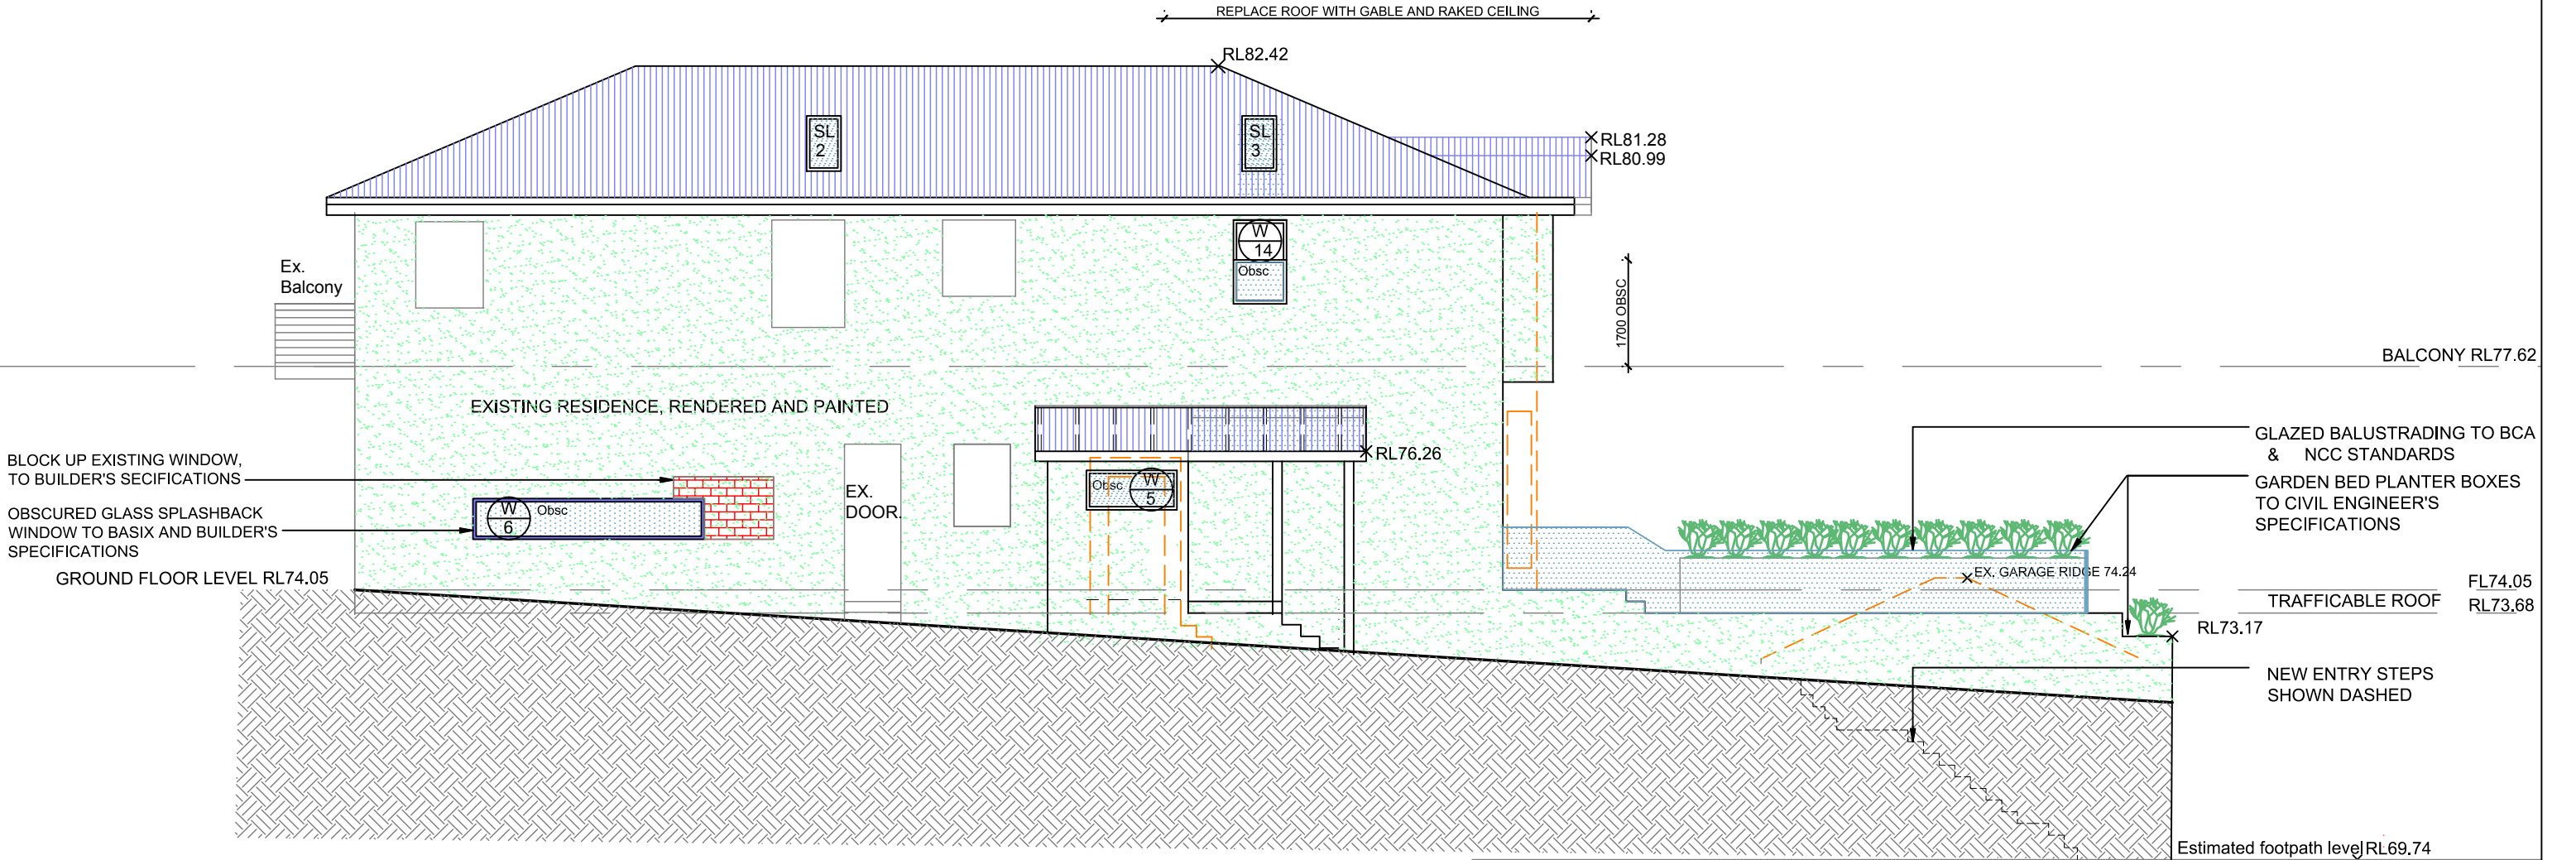 REPLACE ROOF WITH GABLE AND RAKED CEILING
RL82.42
SL
2
SL
3
RL81.28
RL80.99
W
14
Obsc
Ex.
Balcony
1700 OBSC
BALCONY RL77.62
EXISTING RESIDENCE, RENDERED AND PAINTED
BLOCK UP EXISTING WINDOW,
TO BUILDER'S SECIFICATIONS
OBSCURED GLASS SPLASHBACK
WINDOW TO BASIX AND BUILDER'S
SPECIFICATIONS
GROUND FLOOR LEVEL RL74.05
W
6
Obsc
EX.
DOOR.
Obsc
W
5
RL76.26
GLAZED BALUSTRADING TO BCA
& NCC STANDARDS
GARDEN BED PLANTER BOXES
TO CIVIL ENGINEER'S
SPECIFICATIONS
EX. GARAGE RIDGE 74.24
FL74.05
TRAFFICABLE ROOF
RL73.68
RL73.17
NEW ENTRY STEPS
SHOWN DASHED
Estimated footpath level RL69.74